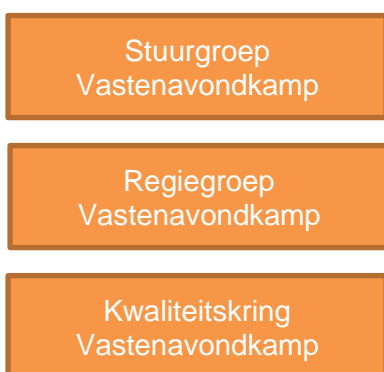 Stuurgroep
Vastenavondkamp
Regiegroep
Vastenavondkamp
Kwaliteitskring
Vastenavondkamp